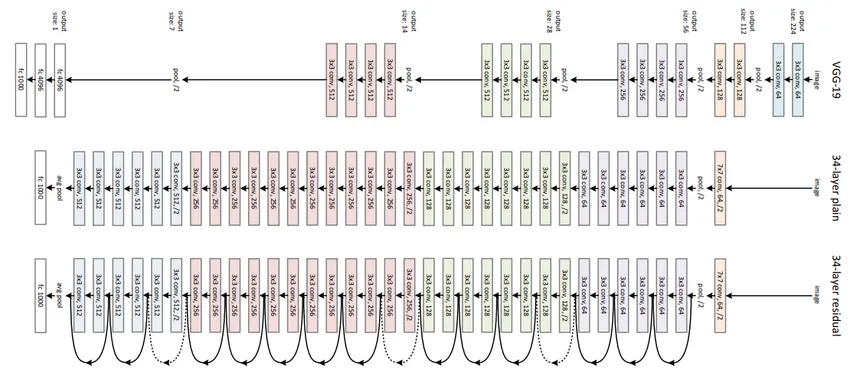 VGG-19
image
output
size: 224
3x3 conv, 64
3x3 conv, 64
output
size: 112
pool, /2
3x3 conv, 128
3x3 conv, 128
output
size: 56
pool, /2
3x3 conv, 256
3x3 conv, 256
3x3 conv, 256
3x3 conv, 256
output
size: 28
pool, /2
3x3 conv, 512
3x3 conv, 512
3x3 conv, 512
3x3 conv, 512
output
size: 14
pool, /2
3x3 conv, 512
3x3 conv, 512
3x3 conv, 512
3x3 conv, 512
output
size: 7
pool, /2
output
size: 1
fc 4096
fc 4096
fc 1000
34-layer plain
image
7x7 conv, 64, /2
pool, /2
3x3 conv, 64
3x3 conv, 64
3x3 conv, 64
3x3 conv, 64
3x3 conv, 64
3x3 conv, 64
3x3 conv, 128, /2
3x3 conv, 128
3x3 conv, 128
3x3 conv, 128
3x3 conv, 128
3x3 conv, 128
3x3 conv, 128
3x3 conv, 128
3x3 conv, 256, /2
3x3 conv, 256
3x3 conv, 256
3x3 conv, 256
3x3 conv, 256
3x3 conv, 256
3x3 conv, 256
3x3 conv, 256
3x3 conv, 256
3x3 conv, 256
3x3 conv, 256
3x3 conv, 256
3x3 conv, 512, /2
3x3 conv, 512
3x3 conv, 512
3x3 conv, 512
3x3 conv, 512
3x3 conv, 512
avg pool
fc 1000
34-layer residual
image
7x7 conv, 64, /2
pool, /2
3x3 conv, 64
3x3 conv, 64
3x3 conv, 64
3x3 conv, 64
3x3 conv, 64
3x3 conv, 64
3x3 conv, 128, /2
3x3 conv, 128
3x3 conv, 128
3x3 conv, 128
3x3 conv, 128
3x3 conv, 128
3x3 conv, 128
3x3 conv, 128
3x3 conv, 256, /2
3x3 conv, 256
3x3 conv, 256
3x3 conv, 256
3x3 conv, 256
3x3 conv, 256
3x3 conv, 256
3x3 conv, 256
3x3 conv, 256
3x3 conv, 256
3x3 conv, 256
3x3 conv, 256
3x3 conv, 512, /2
3x3 conv, 512
3x3 conv, 512
3x3 conv, 512
3x3 conv, 512
3x3 conv, 512
avg pool
fc 1000